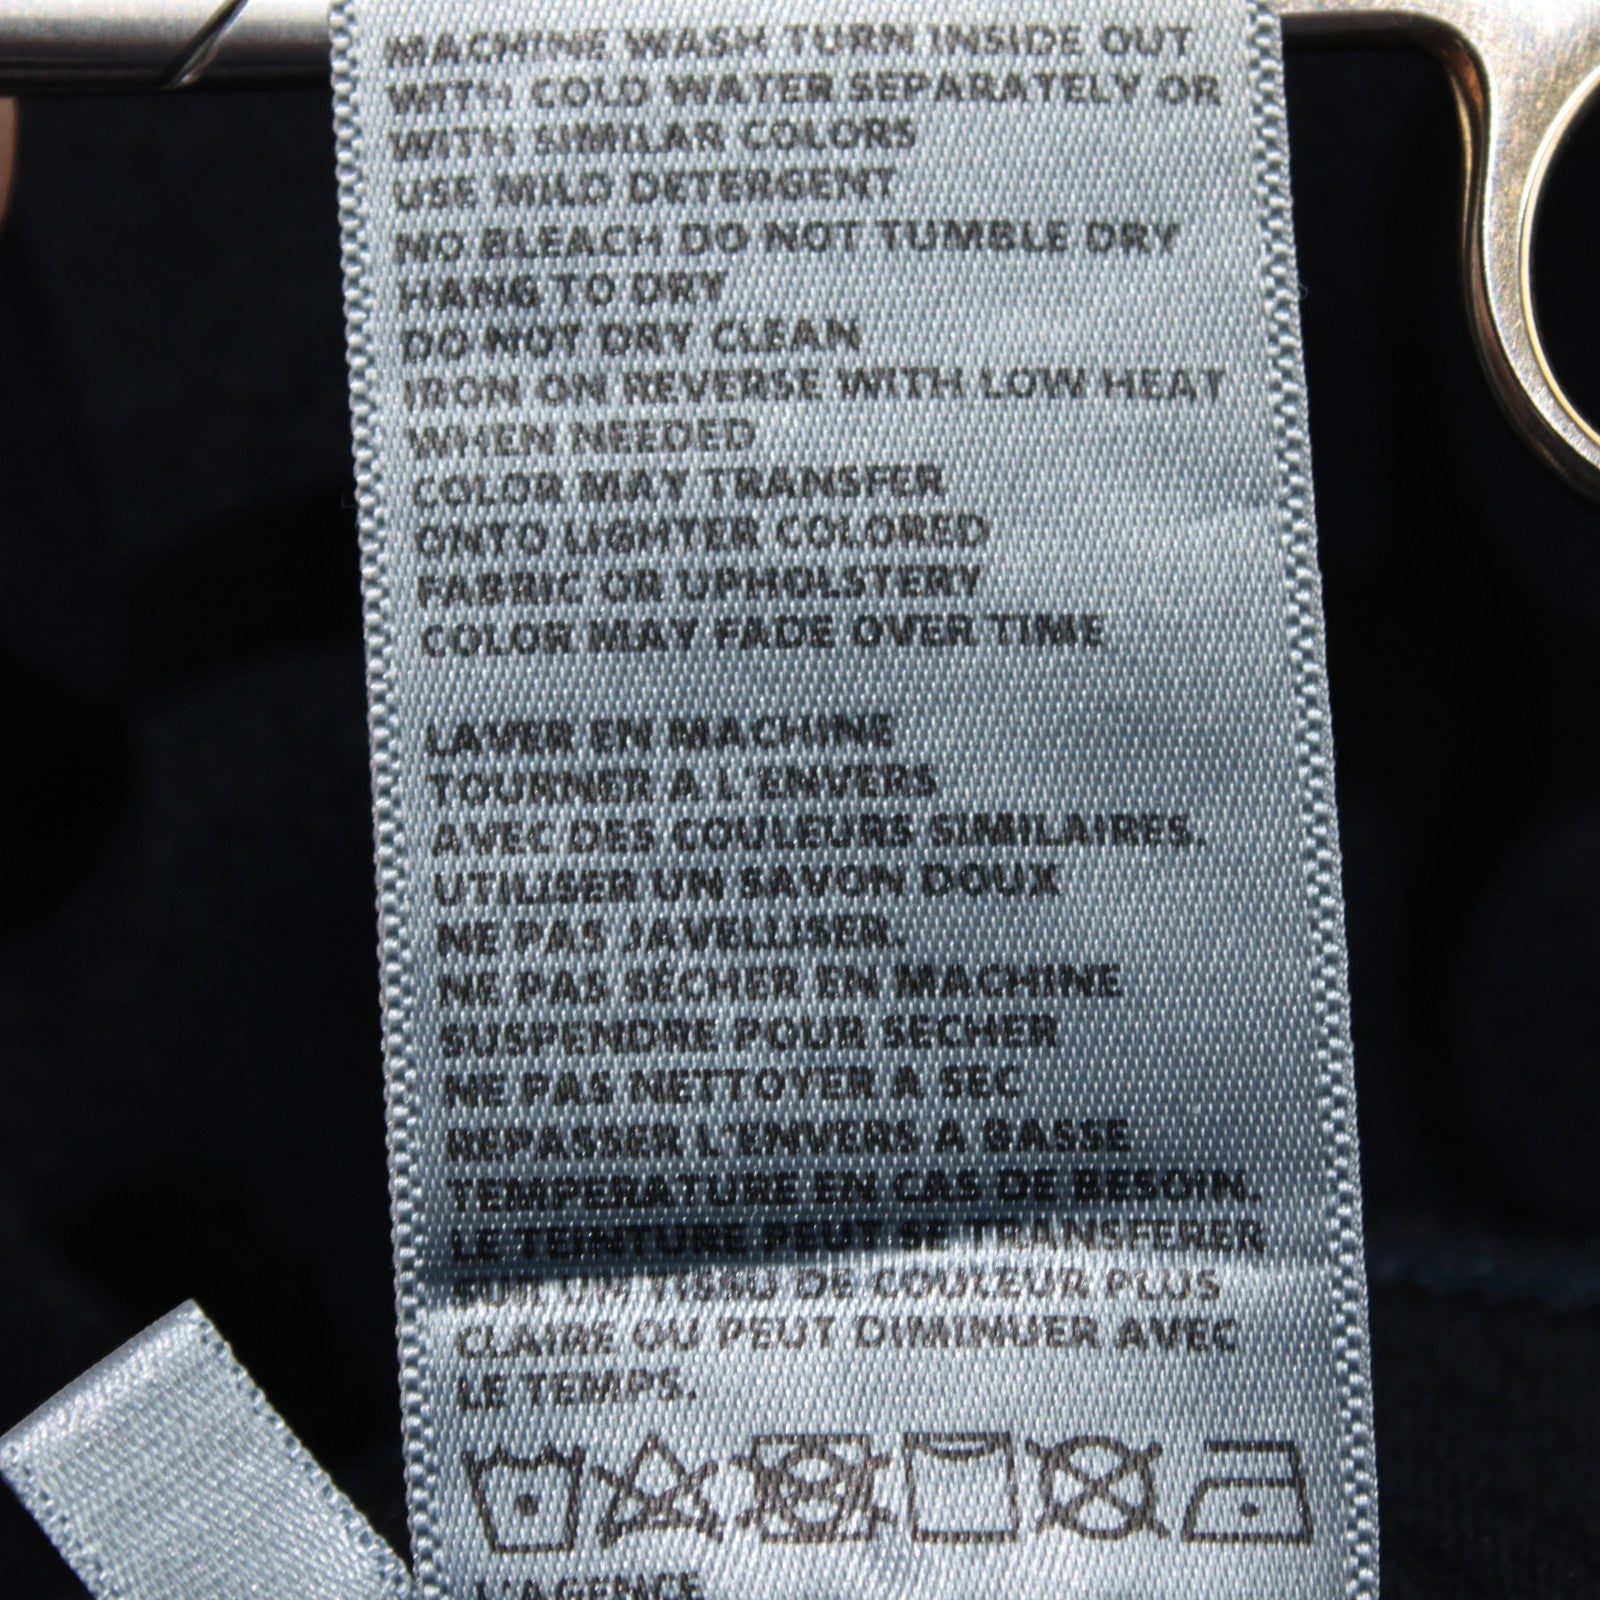 MACHINE WASH TURN INSIDE OUT
WITH COLD WATER SEPARATELY OR
WITH SIMILAR COLORS
USE MILD DETERGENT
NO BLEACH DO NOT TUMBLE DRY
HANG TO DRY
DO NOT DRY CLEAN
IRON ON REVERSE WITH LOW HEAT
WHEN NEEDED
COLOR MAY TRANSFER
ONTO LIGHTER COLORED
FABRIC OR UPHOLSTERY
COLOR MAY FADE OVER TIME
LAVER EN MACHINE
TOURNER A L'ENVERS
AVEC DES COULEURS SIMILAIRES.
UTILISER UN SAVON DOUX
NE PAS JAVELLISER.
NE PAS SÉCHER EN MACHINE
SUSPENDRE POUR SECHER
NE PAS NETTOYER A SEC
REPASSER L'ENVERS A BASSE
TEMPERATURE EN CAS DE BESOIN.
LE TEINTURE PEUT SE TRANSFERER
SUR UN TISSU DE COULEUR PLUS
CLAIRE OU PEUT DIMINUER AVEC
LE TEMPS.
L'AGENCE